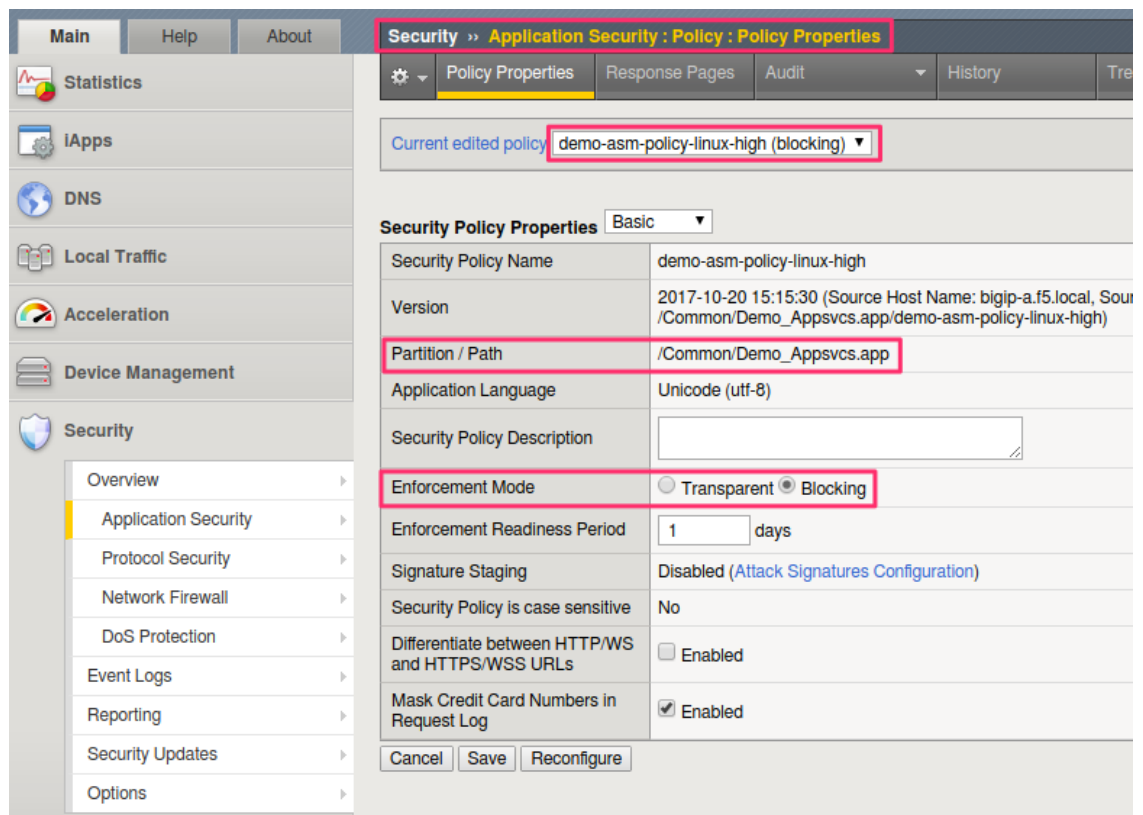 Main
Help
About
Security ›› Application Security : Policy : Policy Properties
Statistics
iApps
DNS
Local Traffic
Acceleration
Device Management
Security
Overview
Application Security
Protocol Security
Network Firewall
DoS Protection
Event Logs
Reporting
Security Updates
Options
Policy Properties
Response Pages
Audit
History
Tre
Current edited policy demo-asm-policy-linux-high (blocking)
Security Policy Properties Basic
Security Policy Name demo-asm-policy-linux-high
Version
2017-10-20 15:15:30 (Source Host Name: bigip-a.f5.local, Sour
/Common/Demo_Appsvcs.app/demo-asm-policy-linux-high)
Partition / Path /Common/Demo_Appsvcs.app
Application Language Unicode (utf-8)
Security Policy Description
Enforcement Mode Transparent Blocking
Enforcement Readiness Period 1 days
Signature Staging Disabled (Attack Signatures Configuration)
Security Policy is case sensitive No
Differentiate between HTTP/WS
and HTTPS/WSS URLs
Enabled
Mask Credit Card Numbers in
Request Log
Enabled
Cancel Save Reconfigure